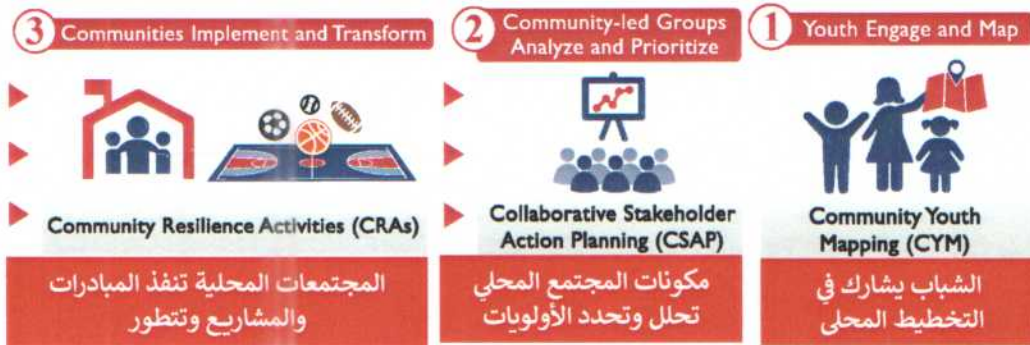 3 Communities Implement and Transform
Community Resilience Activities (CRAs)
المجتمعات المحلية تنفذ المبادرات
والمشاريع وتتطور
2 Community-led Groups
Analyze and Prioritize
Collaborative Stakeholder
Action Planning (CSAP)
مكونات المجتمع المحلي
تحلل وتحدد الأولويات
1 Youth Engage and Map
Community Youth
Mapping (CYM)
الشباب يشارك في
التخطيط المحلى